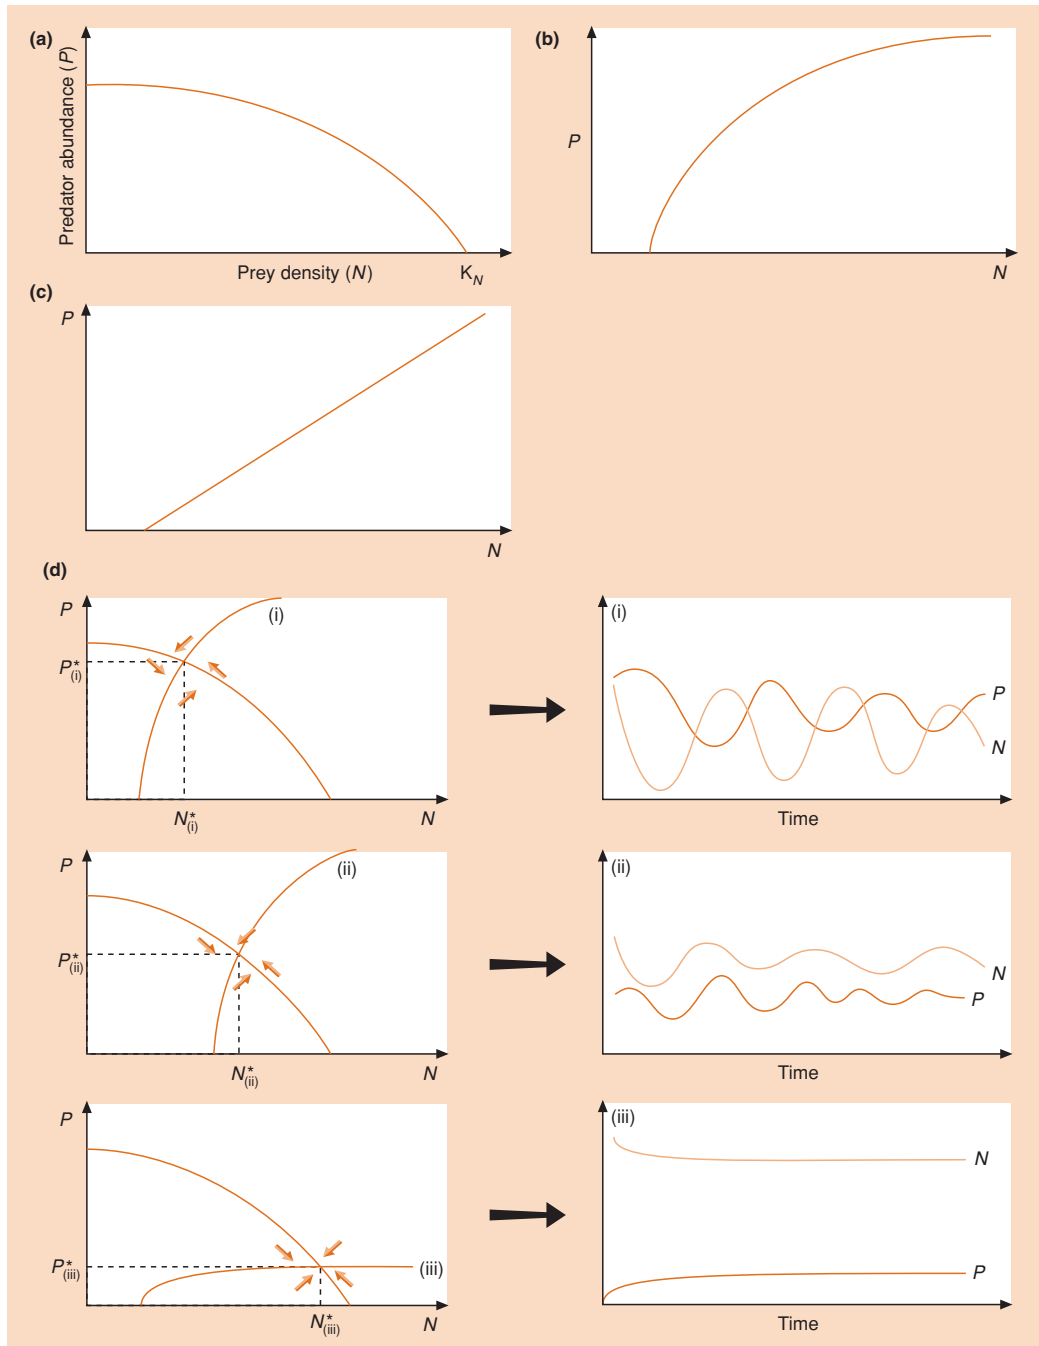 (a)
Predator abundance (P)
Prey density (N)
K_N
(b)
P
N
(c)
P
N
(d)
P
(i)
P*(i)
N*(i)
N
(i)
P
N
Time
P
(ii)
P*(ii)
N*(ii)
N
(ii)
N
P
Time
P
P*(iii)
(iii)
N*(iii)
N
(iii)
N
P
Time